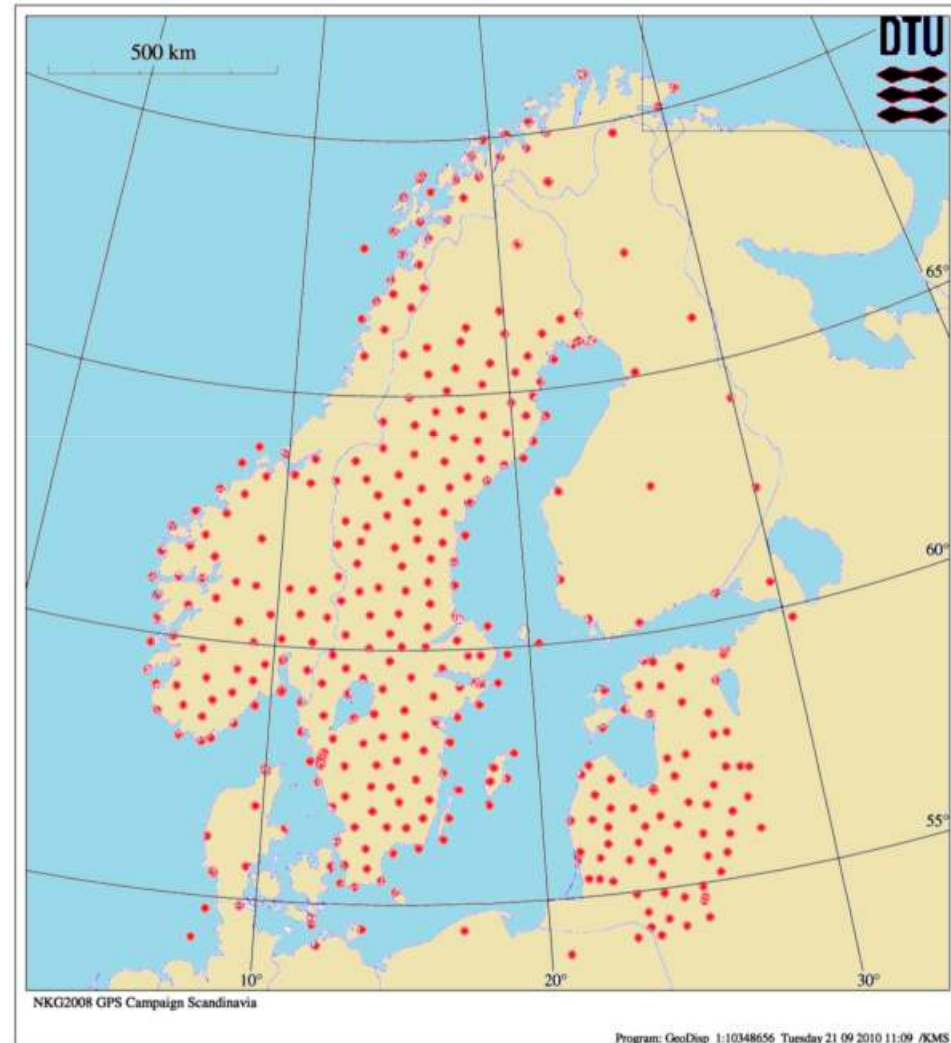 500 km
DTU
65°
60°
55°
10°
20°
30°
NKG2008 GPS Campaign Scandinavia
Program: GeoDisp 1:10348656 Tuesday 21 09 2010 11:09 /KMS